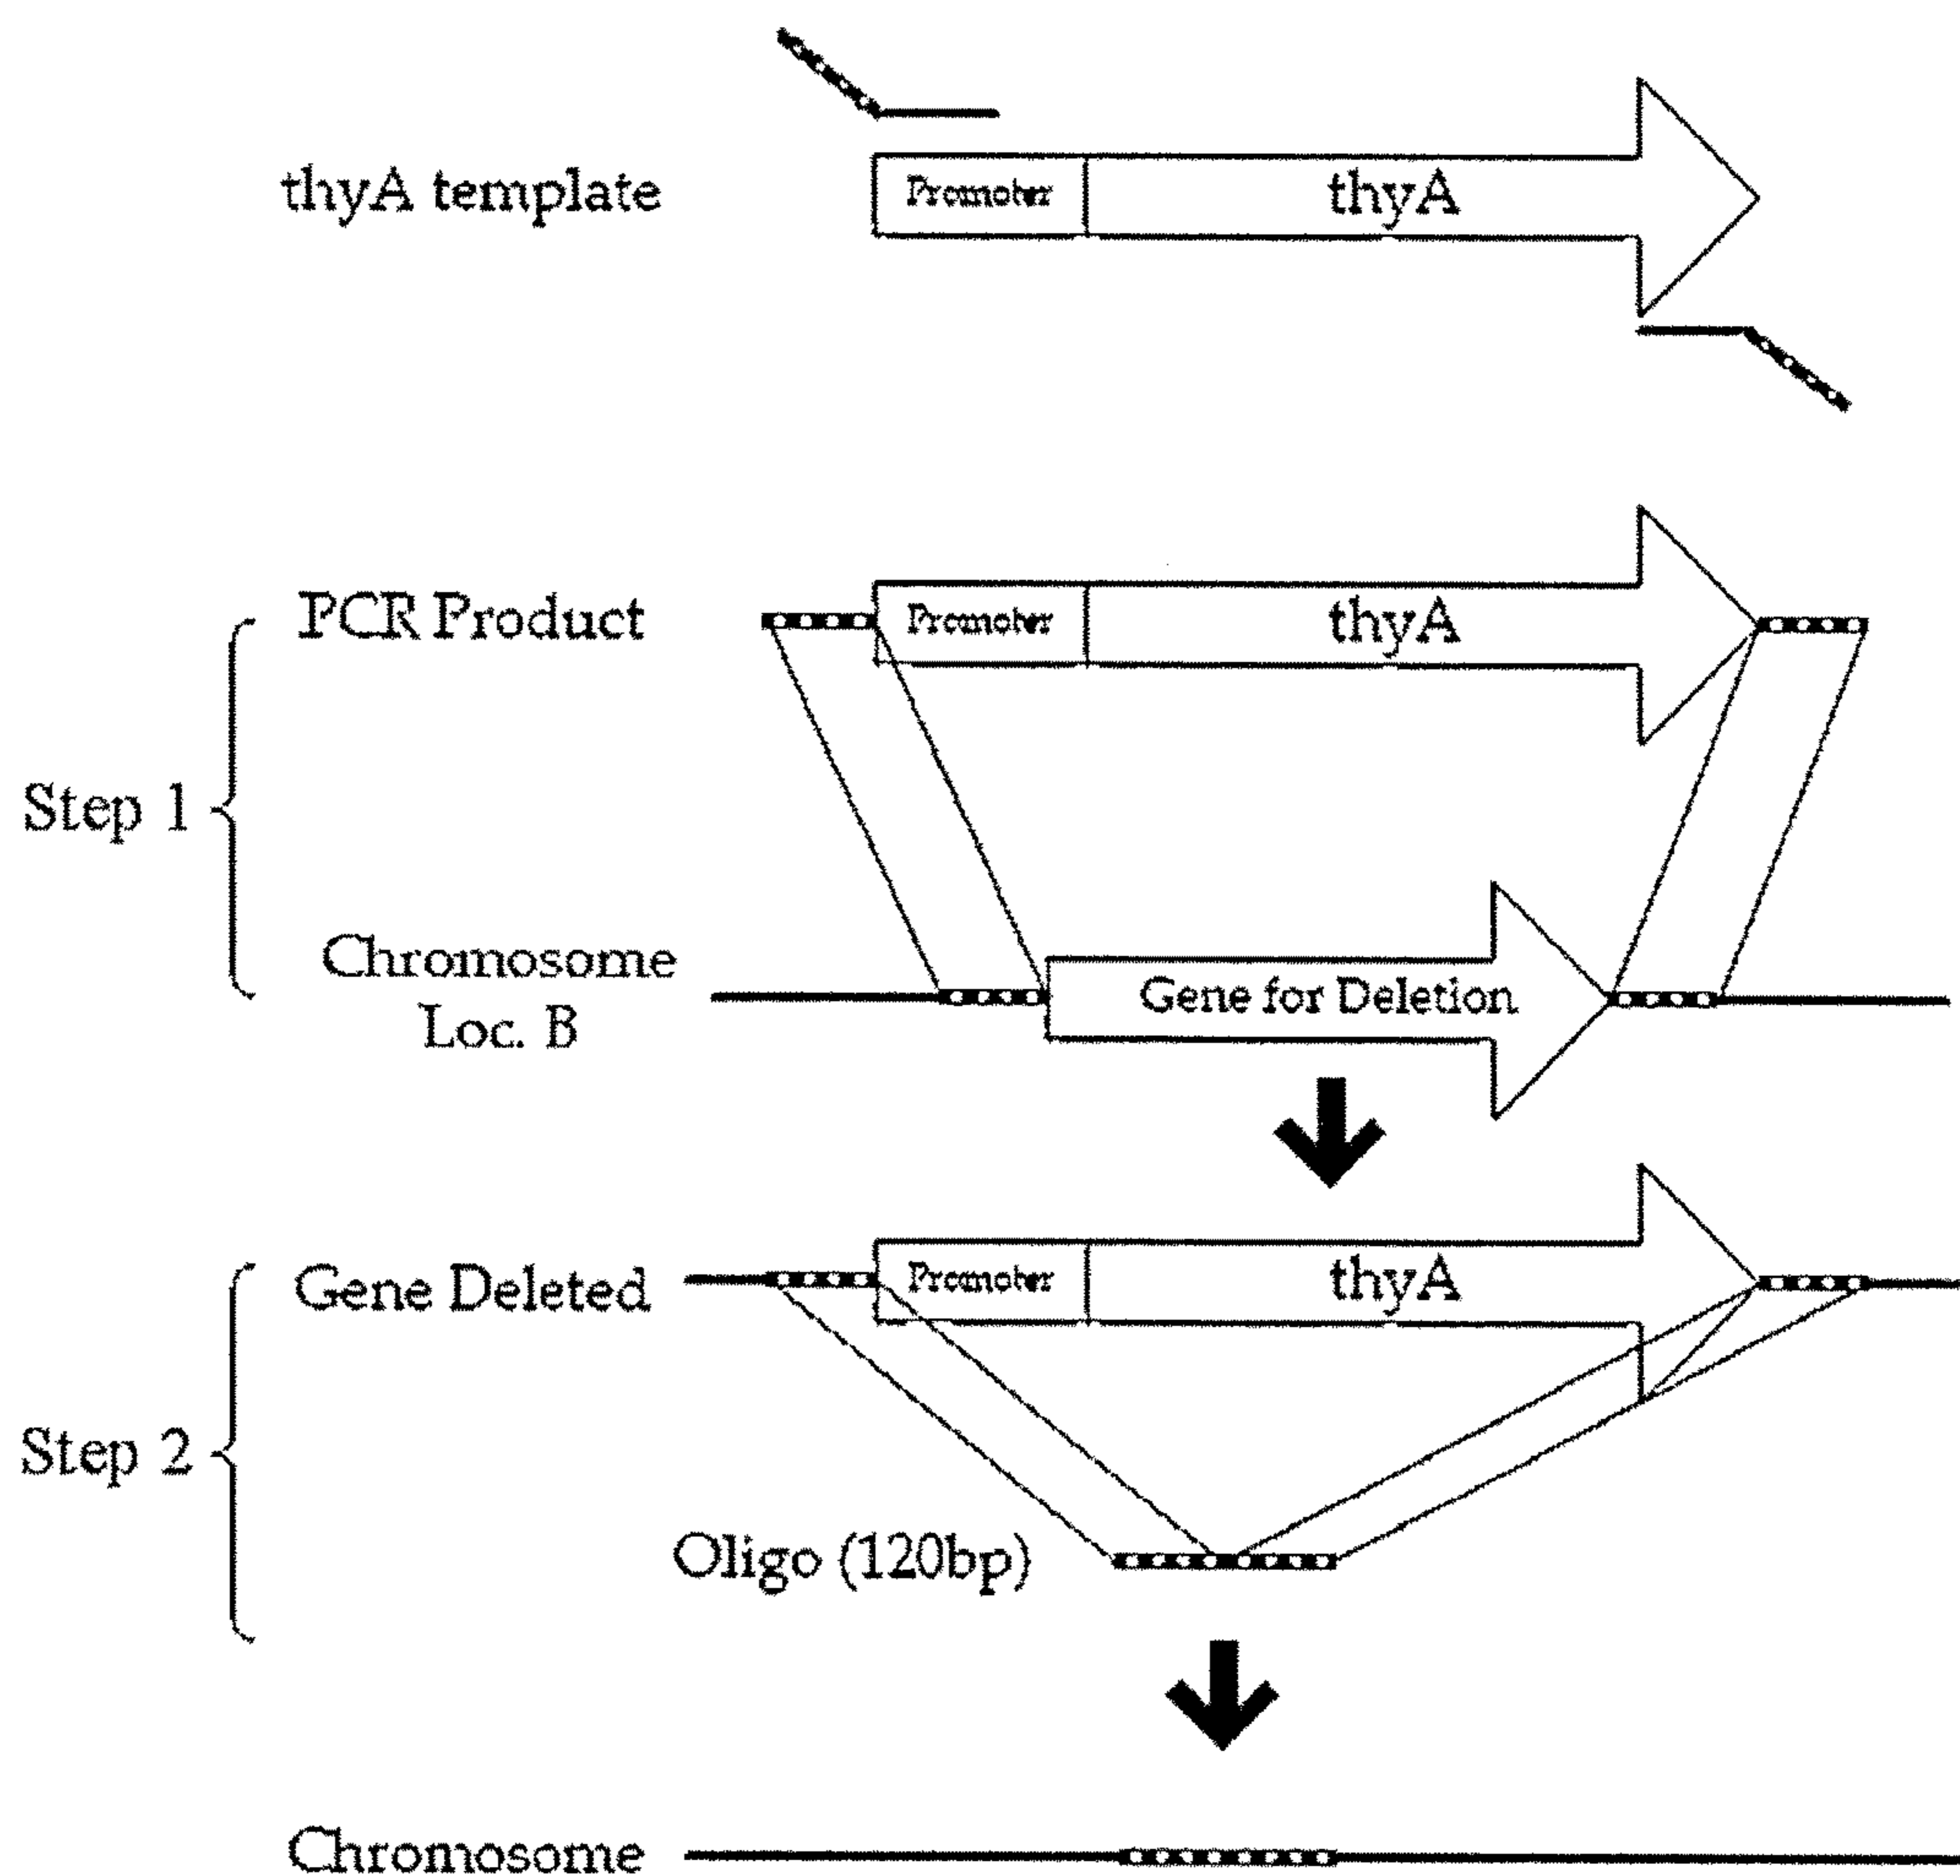 thyA template
Promoter
thyA
PCR Product
Promoter
thyA
Step 1
Chromosome
Loc. B
Gene for Deletion
Gene Deleted
Promoter
thyA
Step 2
Oligo (120bp)
Chromosome